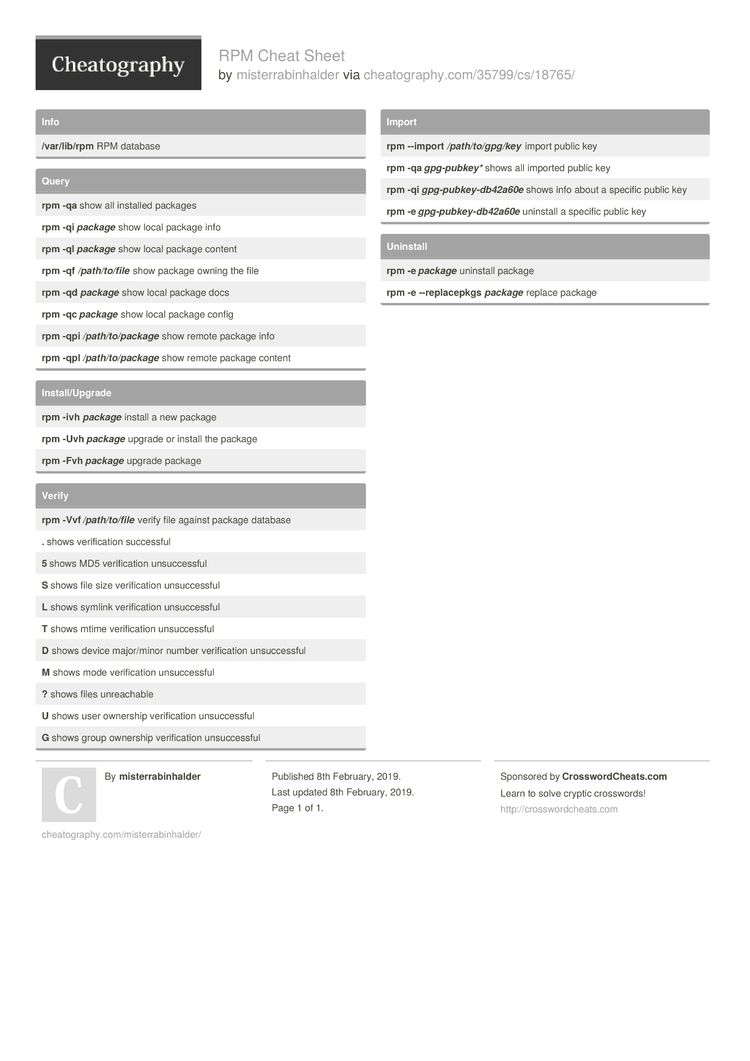 Cheatography
RPM Cheat Sheet
by misterrabinhalder via cheatography.com/35799/cs/18765/
Info
/var/lib/rpm RPM database
Query
rpm -qa show all installed packages
rpm -qi package show local package info
rpm -ql package show local package content
rpm -qf /path/to/file show package owning the file
rpm -qd package show local package docs
rpm -qc package show local package config
rpm -qpi /path/to/package show remote package info
rpm -qpl /path/to/package show remote package content
Install/Upgrade
rpm -ivh package install a new package
rpm -Uvh package upgrade or install the package
rpm -Fvh package upgrade package
Verify
rpm -Vvf /path/to/file verify file against package database
. shows verification successful
5 shows MD5 verification unsuccessful
S shows file size verification unsuccessful
L shows symlink verification unsuccessful
T shows mtime verification unsuccessful
D shows device major/minor number verification unsuccessful
M shows mode verification unsuccessful
? shows files unreachable
U shows user ownership verification unsuccessful
G shows group ownership verification unsuccessful
Import
rpm --import /path/to/gpg/key import public key
rpm -qa gpg-pubkey* shows all imported public key
rpm -qi gpg-pubkey-db42a60e shows info about a specific public key
rpm -e gpg-pubkey-db42a60e uninstall a specific public key
Uninstall
rpm -e package uninstall package
rpm -e --replacepkgs package replace package
C
By misterrabinhalder
cheatography.com/misterrabinhalder/
Published 8th February, 2019.
Last updated 8th February, 2019.
Page 1 of 1.
Sponsored by CrosswordCheats.com
Learn to solve cryptic crosswords!
http://crosswordcheats.com